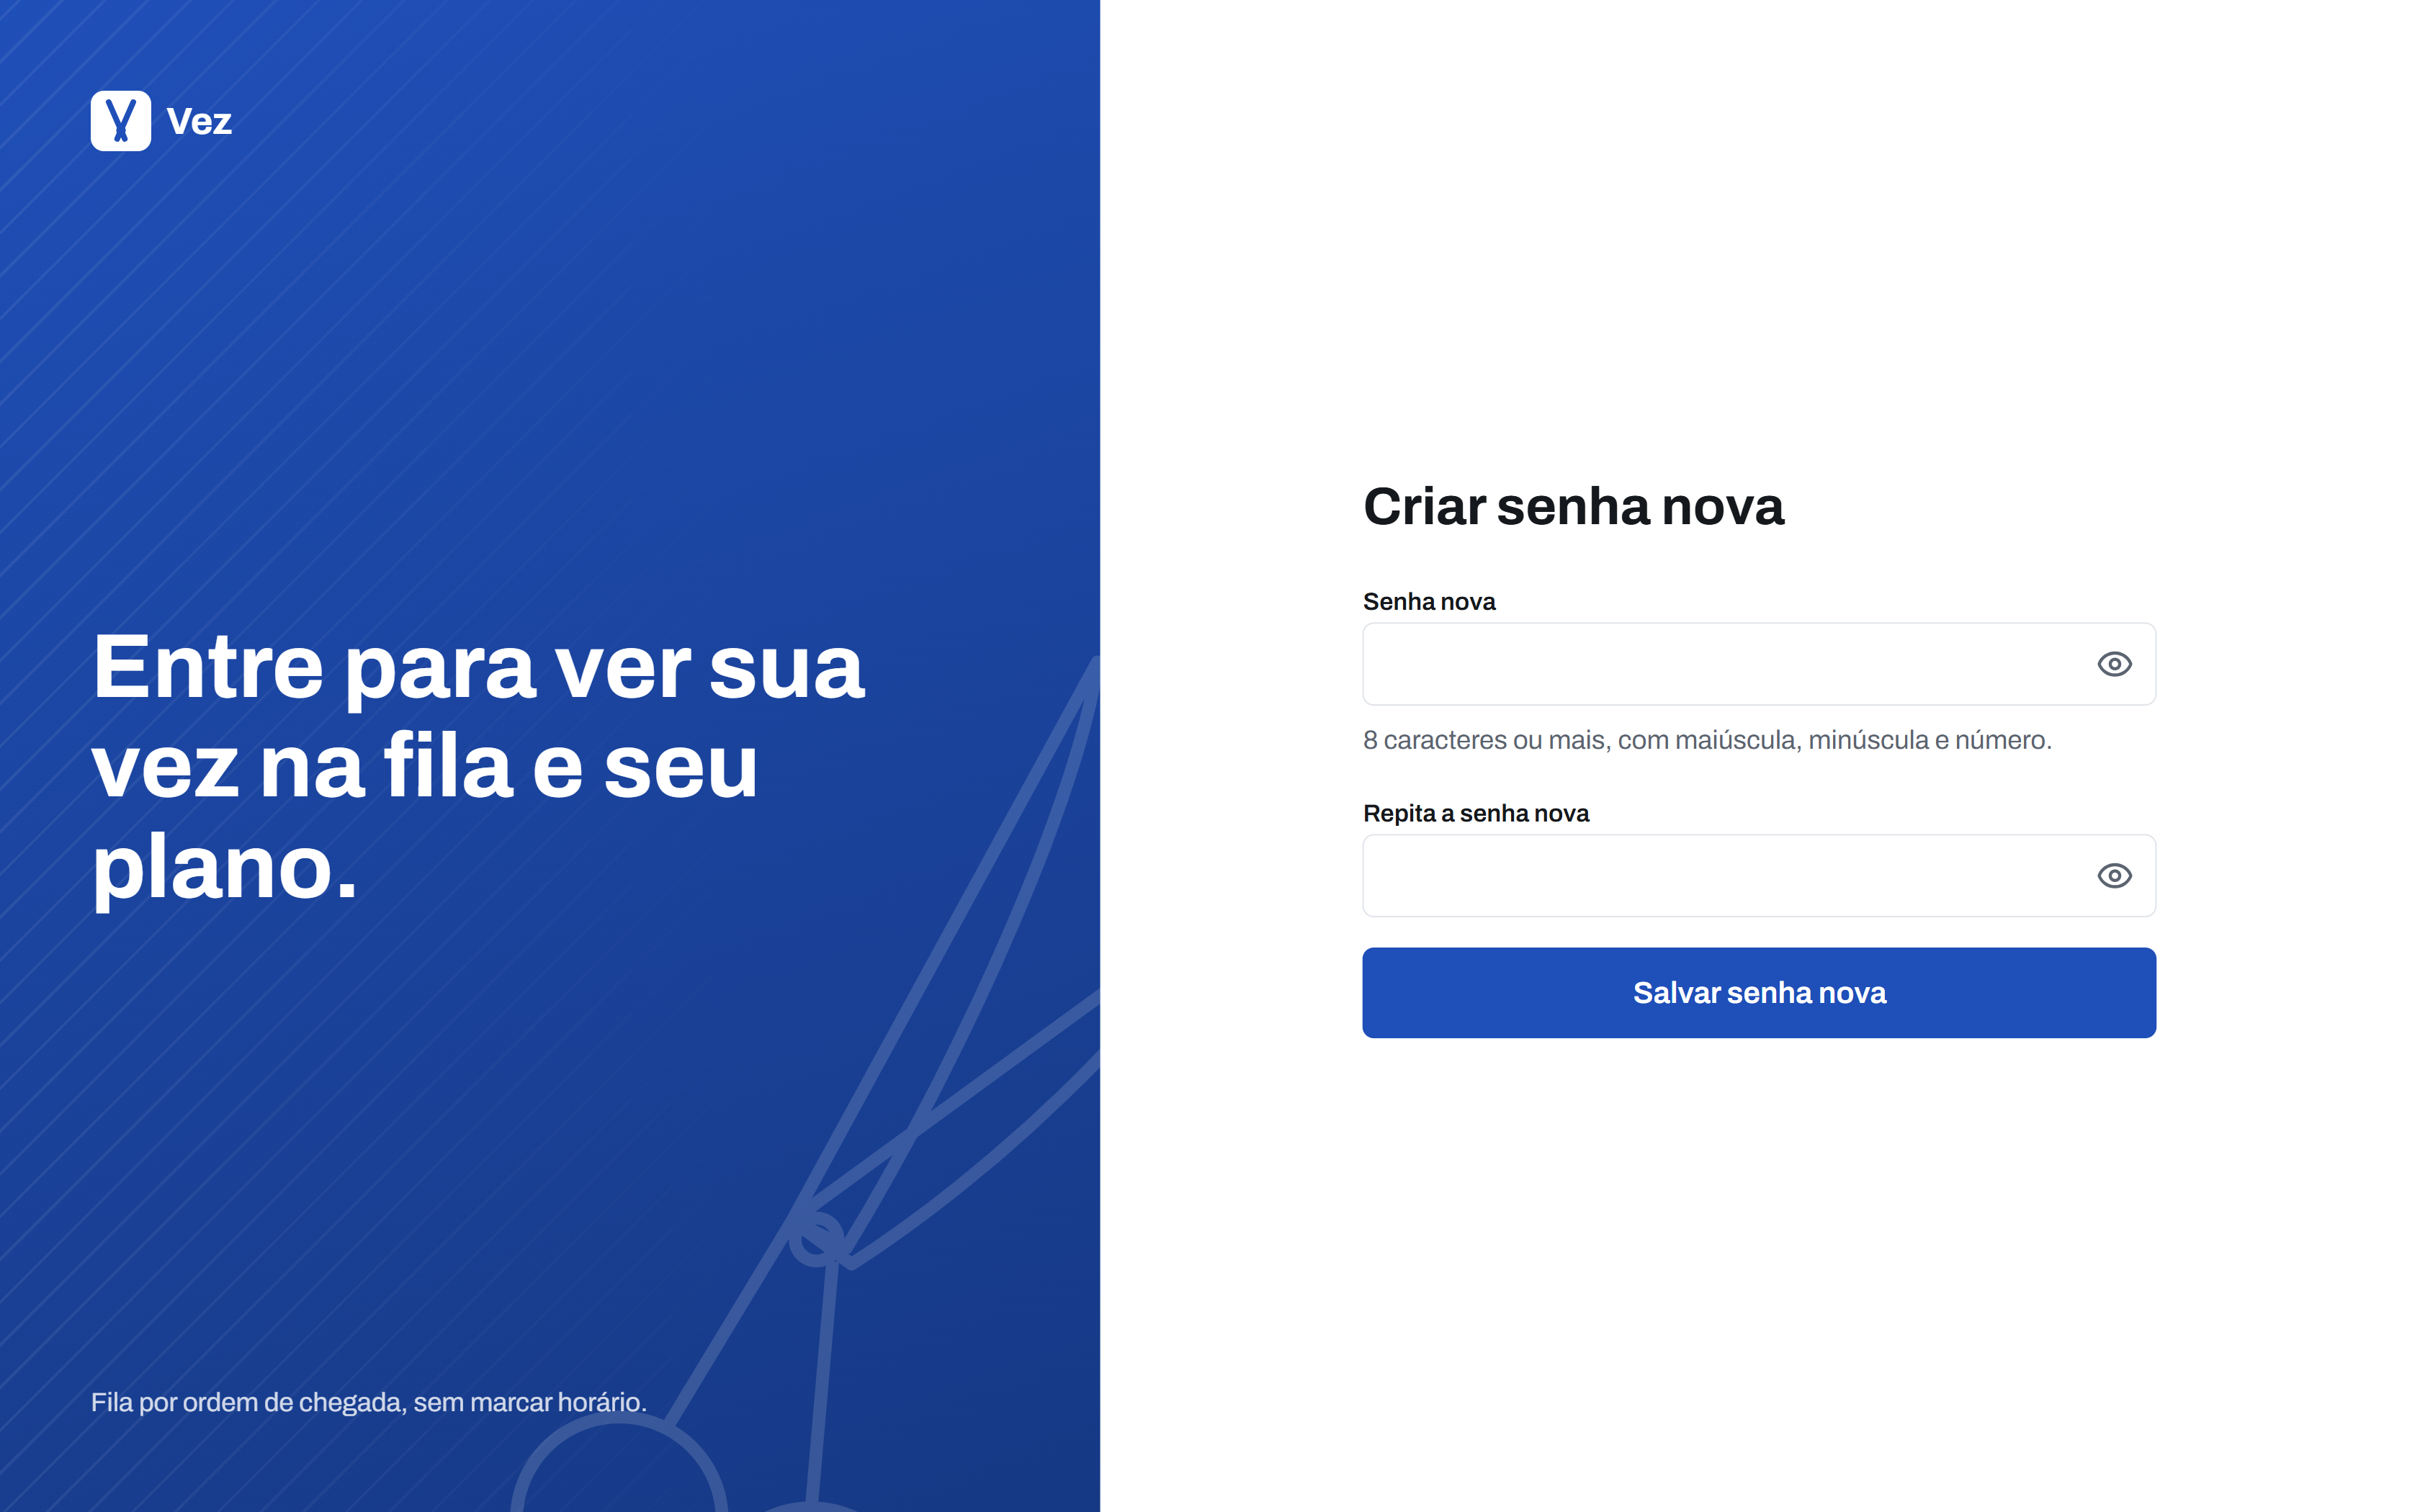 Vez
Entre para ver sua
vez na fila e seu
plano.
Fila por ordem de chegada, sem marcar horário.
Criar senha nova
Senha nova
8 caracteres ou mais, com maiúscula, minúscula e número.
Repita a senha nova
Salvar senha nova